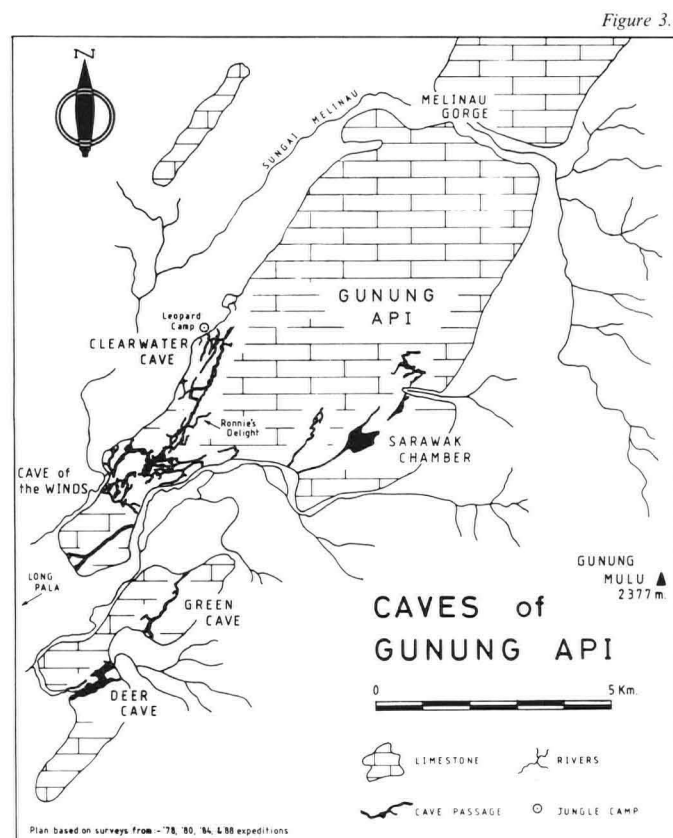 Figure 3.
N
SUNGAI MELINAU
MELINAU
GORGE
GUNUNG
API
Leopard
Camp
CLEARWATER
CAVE
Ronnie's
Delight
SARAWAK
CHAMBER
CAVE of
the WINDS
LONG
PALA
GREEN
CAVE
DEER
CAVE
GUNUNG
MULU
2377m.
CAVES of
GUNUNG API
0 5 Km.
LIMESTONE
RIVERS
CAVE PASSAGE
JUNGLE CAMP
Plan based on surveys from:- '78, '80, '84, & 88 expeditions